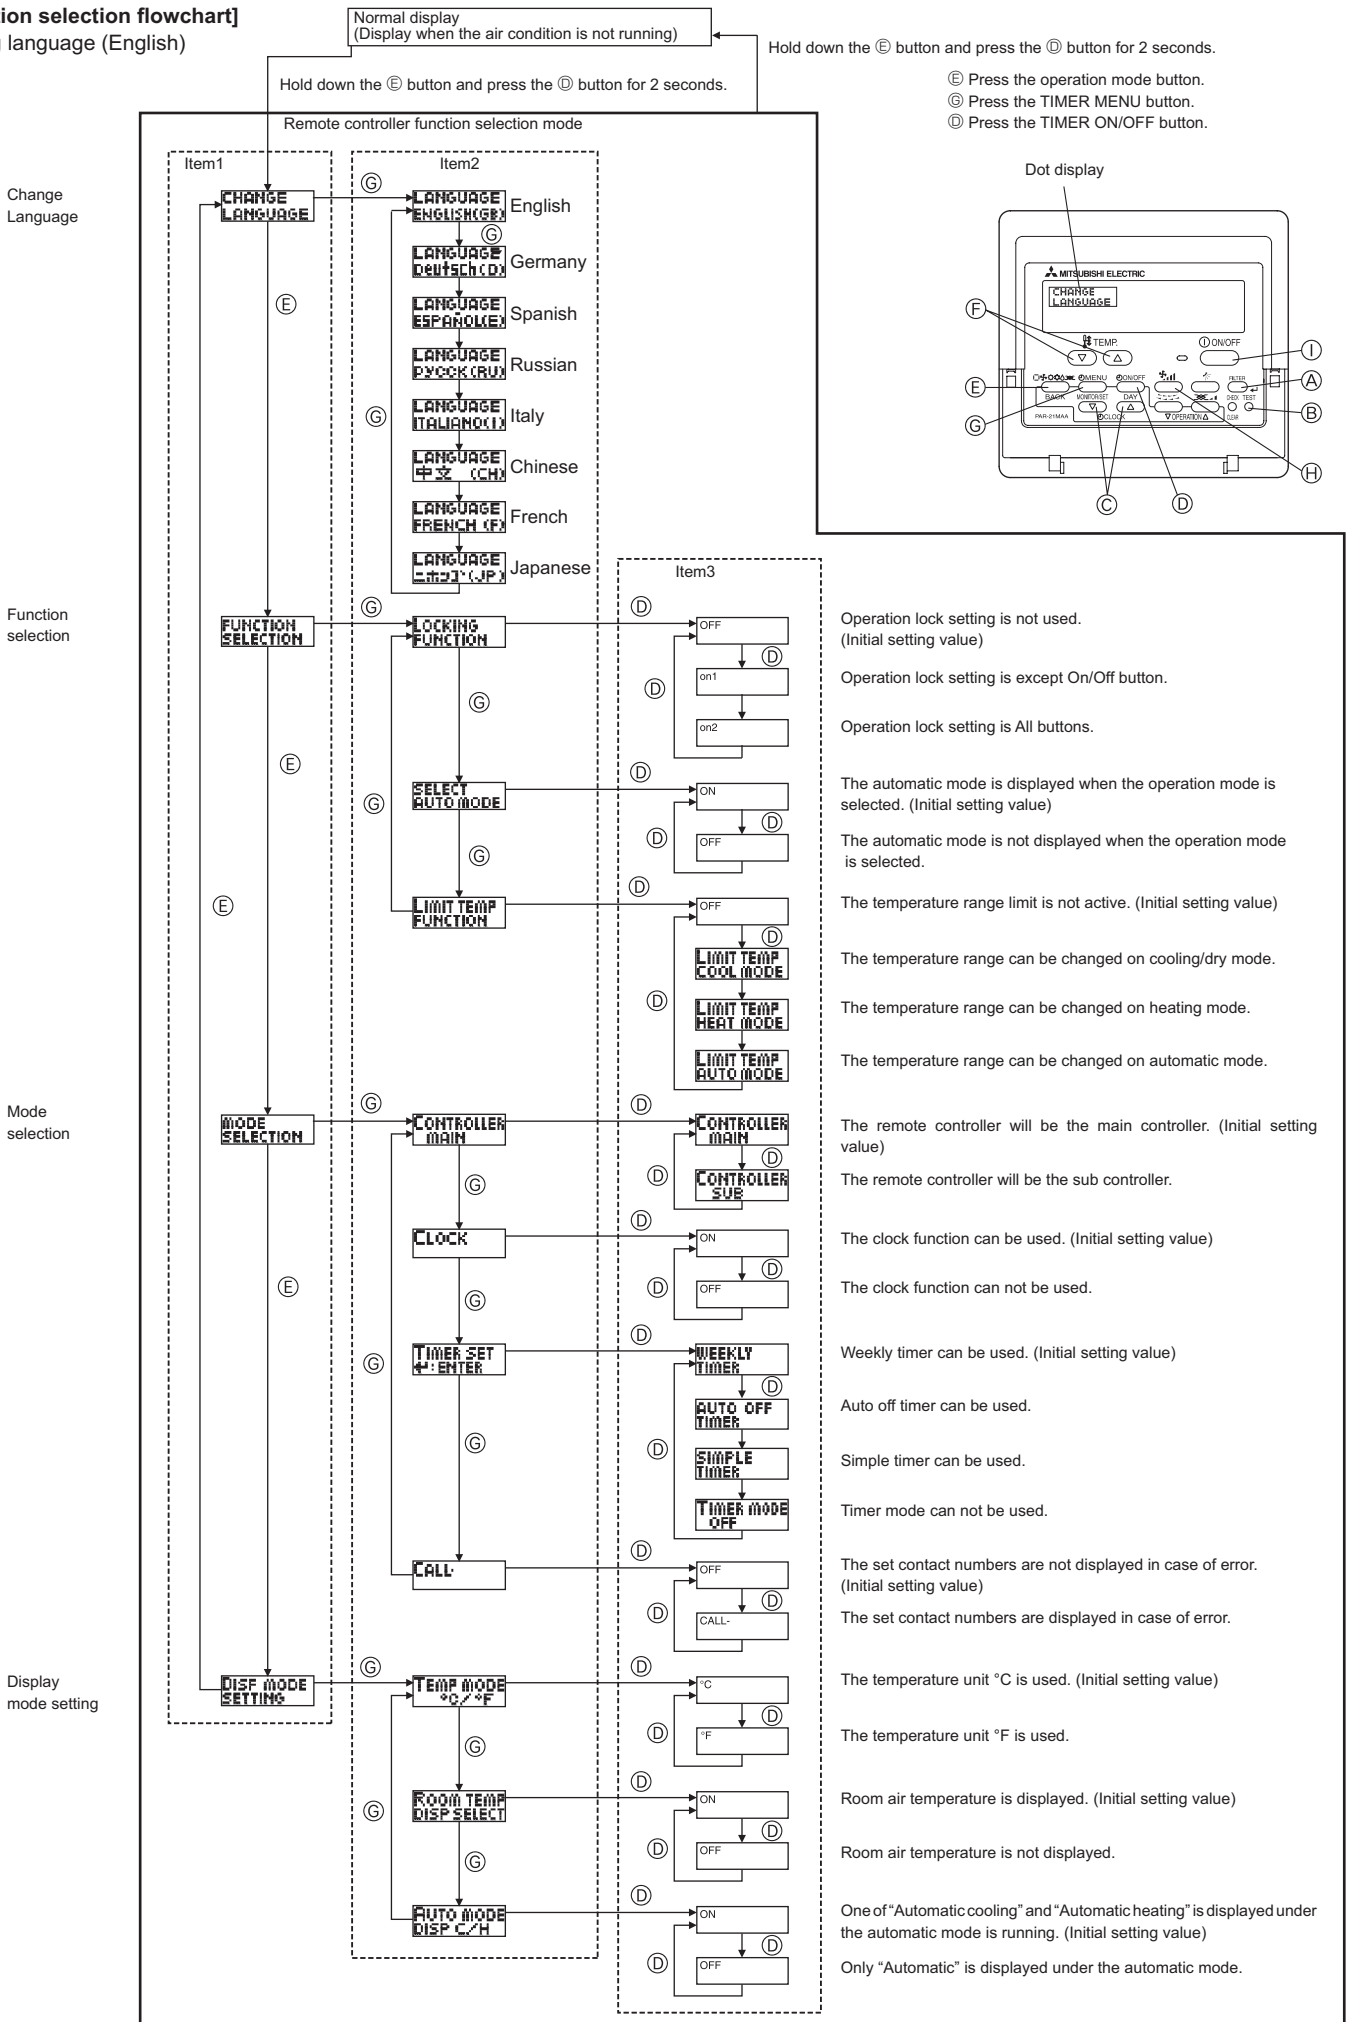 tion selection flowchart]
language (English)
Normal display
(Display when the air condition is not running)
Hold down the Ⓔ button and press the Ⓓ button for 2 seconds.
Hold down the Ⓔ button and press the Ⓓ button for 2 seconds.
Ⓔ Press the operation mode button.
Ⓖ Press the TIMER MENU button.
Ⓓ Press the TIMER ON/OFF button.
Remote controller function selection mode
Item1
Item2
Dot display
MITSUBISHI ELECTRIC
CHANGE
LANGUAGE
TEMP.
ON/OFF
MENU
ON/OFF
FILTER
BACK
MONITOR/SET
DAY
CHECK
TEST
PAR-21MAA
CLOCK
OPERATION
CLEAR
Ⓕ
Ⓔ
Ⓖ
Ⓒ
Ⓓ
Ⓘ
Ⓐ
Ⓑ
Ⓗ
Change
Language
CHANGE
LANGUAGE
Ⓖ
LANGUAGE
ENGLISH(GB)
English
Ⓖ
LANGUAGE
Deutsch(D)
Germany
Ⓔ
LANGUAGE
ESPAÑOL(E)
Spanish
LANGUAGE
РУССК(RU)
Russian
Ⓖ
LANGUAGE
ITALIANO(I)
Italy
LANGUAGE
中文 (CH)
Chinese
LANGUAGE
FRENCH (F)
French
LANGUAGE
ニホンゴ(JP)
Japanese
Item3
Function
selection
FUNCTION
SELECTION
Ⓖ
LOCKING
FUNCTION
Ⓓ
OFF
Operation lock setting is not used.
(Initial setting value)
Ⓓ
Ⓓ
on1
Operation lock setting is except On/Off button.
Ⓖ
on2
Operation lock setting is All buttons.
Ⓔ
Ⓖ
SELECT
AUTO MODE
Ⓓ
ON
The automatic mode is displayed when the operation mode is
selected. (Initial setting value)
Ⓓ
Ⓓ
OFF
The automatic mode is not displayed when the operation mode
is selected.
Ⓖ
Ⓔ
LIMIT TEMP
FUNCTION
Ⓓ
OFF
The temperature range limit is not active. (Initial setting value)
Ⓓ
LIMIT TEMP
COOL MODE
The temperature range can be changed on cooling/dry mode.
Ⓓ
LIMIT TEMP
HEAT MODE
The temperature range can be changed on heating mode.
LIMIT TEMP
AUTO MODE
The temperature range can be changed on automatic mode.
Mode
selection
MODE
SELECTION
Ⓖ
CONTROLLER
MAIN
Ⓓ
CONTROLLER
MAIN
The remote controller will be the main controller. (Initial setting
value)
Ⓓ
Ⓓ
CONTROLLER
SUB
The remote controller will be the sub controller.
Ⓖ
CLOCK
Ⓓ
ON
The clock function can be used. (Initial setting value)
Ⓓ
Ⓓ
OFF
The clock function can not be used.
Ⓔ
Ⓖ
Ⓖ
TIMER SET
↵:ENTER
Ⓓ
WEEKLY
TIMER
Weekly timer can be used. (Initial setting value)
Ⓓ
AUTO OFF
TIMER
Auto off timer can be used.
Ⓖ
Ⓓ
SIMPLE
TIMER
Simple timer can be used.
TIMER MODE
OFF
Timer mode can not be used.
CALL-
Ⓓ
OFF
The set contact numbers are not displayed in case of error.
(Initial setting value)
Ⓓ
Ⓓ
CALL-
The set contact numbers are displayed in case of error.
Display
mode setting
DISP MODE
SETTING
Ⓖ
TEMP MODE
°C/°F
Ⓓ
°C
The temperature unit °C is used. (Initial setting value)
Ⓓ
Ⓓ
°F
The temperature unit °F is used.
Ⓖ
Ⓖ
ROOM TEMP
DISP SELECT
Ⓓ
ON
Room air temperature is displayed. (Initial setting value)
Ⓓ
Ⓓ
OFF
Room air temperature is not displayed.
Ⓖ
AUTO MODE
DISP C/H
Ⓓ
ON
One of “Automatic cooling” and “Automatic heating” is displayed under
the automatic mode is running. (Initial setting value)
Ⓓ
Ⓓ
OFF
Only “Automatic” is displayed under the automatic mode.